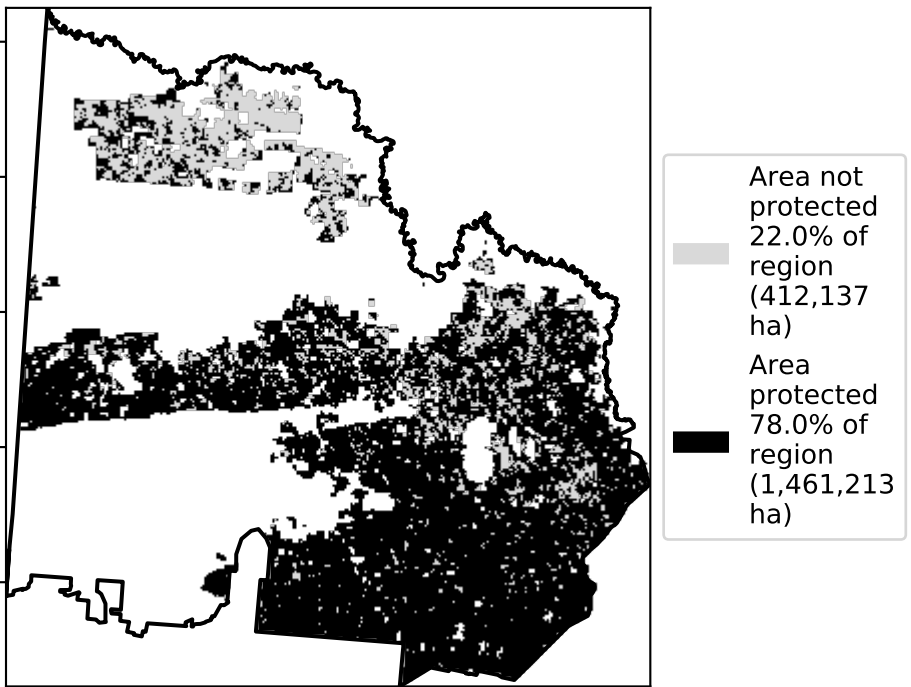 Area not
protected
22.0% of
region
(412,137
ha)
Area
protected
78.0% of
region
(1,461,213
ha)